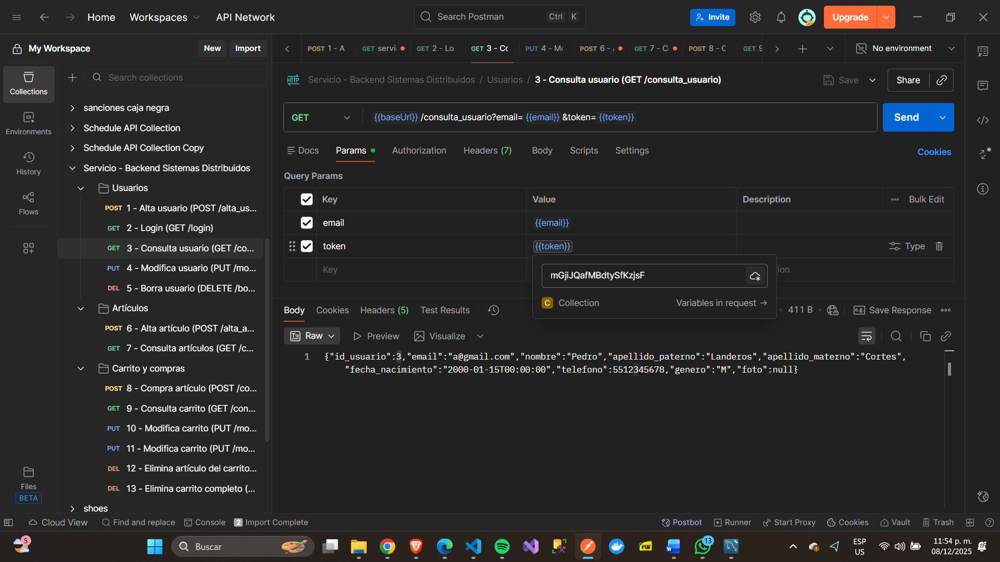 Home
Workspaces
API Network
Search Postman
Ctrl
K
Invite
Upgrade
My Workspace
New
Import
POST 1 - A
GET servi
GET 2 - Lo
GET 3 - Co
PUT 4 - Mo
POST 6 -
GET 7 - C
POST 8 - C
GET 9
No environment
Collections
Environments
History
Flows
Files
BETA
Search collections
sanciones caja negra
Schedule API Collection
Schedule API Collection Copy
Servicio - Backend Sistemas Distribuidos
Usuarios
POST 1 - Alta usuario (POST /alta_us...
GET 2 - Login (GET /login)
GET 3 - Consulta usuario (GET /co...
PUT 4 - Modifica usuario (PUT /mo...
DEL 5 - Borra usuario (DELETE /bo...
Artículos
POST 6 - Alta artículo (POST /alta_a...
GET 7 - Consulta artículos (GET /c...
Carrito y compras
POST 8 - Compra artículo (POST /co...
GET 9 - Consulta carrito (GET /con...
PUT 10 - Modifica carrito (PUT /mo...
PUT 11 - Modifica carrito (PUT /mo...
DEL 12 - Elimina artículo del carrito...
DEL 13 - Elimina carrito completo (...
shoes
HTTP Servicio - Backend Sistemas Distribuidos / Usuarios / 3 - Consulta usuario (GET /consulta_usuario)
Save
Share
GET
{{baseUrl}} /consulta_usuario?email= {{email}} &token= {{token}}
Send
Docs
Params
Authorization
Headers (7)
Body
Scripts
Settings
Cookies
Query Params
Key
Value
Description
Bulk Edit
email
{{email}}
token
{{token}}
Type
Key
tion
mGjiJQafMBdtySfKzjsF
C Collection
Variables in request →
Body
Cookies
Headers (5)
Test Results
411 B
e.g. Save Response
Raw
Preview
Visualize
1
{"id_usuario":3,"email":"a@gmail.com","nombre":"Pedro","apellido_paterno":"Landeros","apellido_materno":"Cortes",
"fecha_nacimiento":"2000-01-15T00:00:00","telefono":5512345678,"genero":"M","foto":null}
Cloud View
Find and replace
Console
2 Import Complete
Postbot
Runner
Start Proxy
Cookies
Vault
Trash
5
Buscar
PDF
W
13
ESP
US
11:54 p. m.
08/12/2025